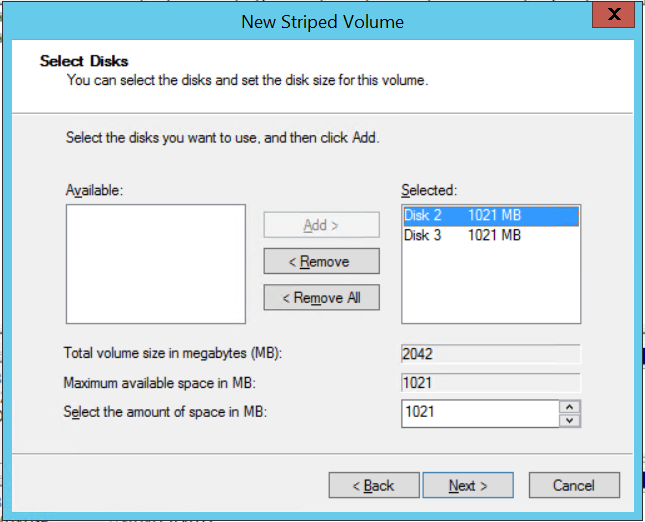 New Striped Volume
X
Select Disks
You can select the disks and set the disk size for this volume.
Select the disks you want to use, and then click Add.
Available:
Selected:
Add >
< Remove
< Remove All
Disk 2 1021 MB
Disk 3 1021 MB
Total volume size in megabytes (MB): 2042
Maximum available space in MB: 1021
Select the amount of space in MB: 1021
< Back
Next >
Cancel